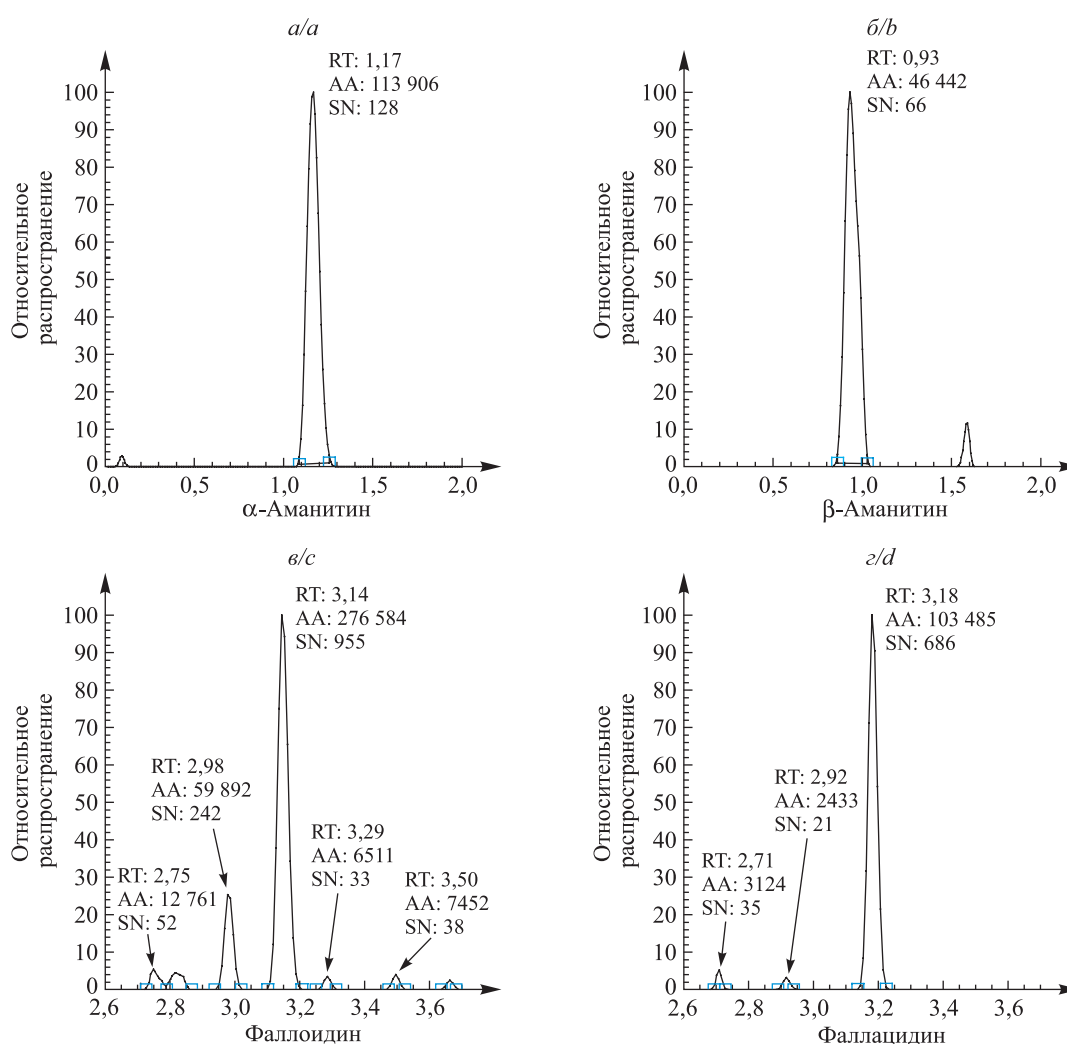 а/a
RT: 1,17
AA: 113 906
SN: 128
Относительное
распространение
100
90
80
70
60
50
40
30
20
10
0
0,0
0,5
1,0
1,5
2,0
α-Аманитин
б/b
RT: 0,93
AA: 46 442
SN: 66
Относительное
распространение
100
90
80
70
60
50
40
30
20
10
0
0,0
0,5
1,0
1,5
2,0
β-Аманитин
в/c
RT: 3,14
AA: 276 584
SN: 955
RT: 2,98
AA: 59 892
SN: 242
RT: 3,29
AA: 6511
SN: 33
RT: 2,75
AA: 12 761
SN: 52
RT: 3,50
AA: 7452
SN: 38
Относительное
распространение
100
90
80
70
60
50
40
30
20
10
0
2,6
2,8
3,0
3,2
3,4
3,6
Фаллоидин
г/d
RT: 3,18
AA: 103 485
SN: 686
RT: 2,92
AA: 2433
SN: 21
RT: 2,71
AA: 3124
SN: 35
Относительное
распространение
100
90
80
70
60
50
40
30
20
10
0
2,6
2,8
3,0
3,2
3,4
3,6
Фаллацидин